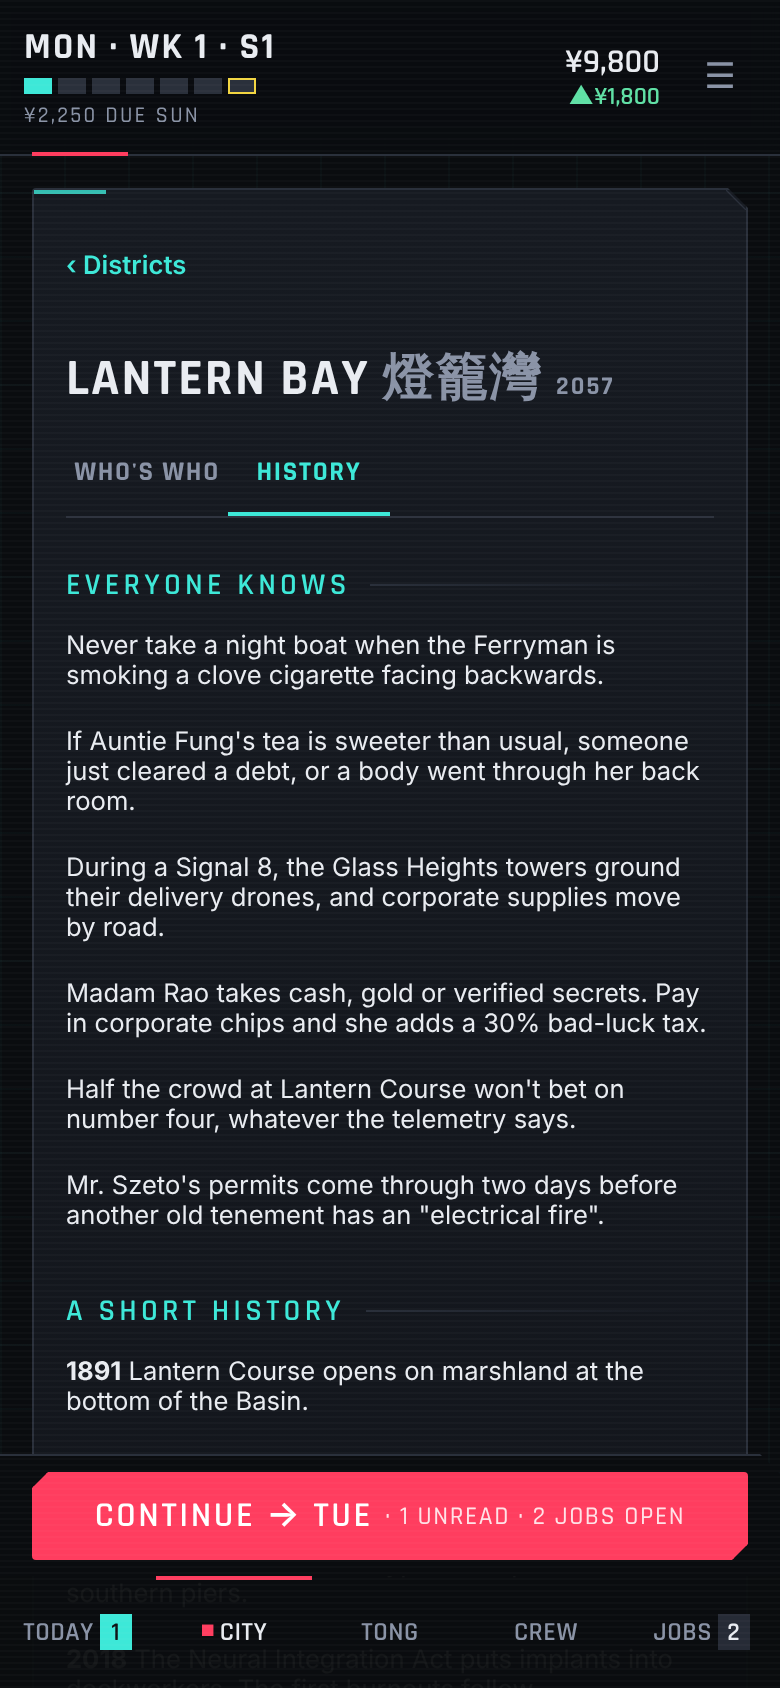 MON · WK 1 · S1
¥2,250 DUE SUN
¥9,800
▲¥1,800
‹ Districts
LANTERN BAY 燈籠灣 2057
WHO'S WHO HISTORY
EVERYONE KNOWS
Never take a night boat when the Ferryman is
smoking a clove cigarette facing backwards.
If Auntie Fung's tea is sweeter than usual, someone
just cleared a debt, or a body went through her back
room.
During a Signal 8, the Glass Heights towers ground
their delivery drones, and corporate supplies move
by road.
Madam Rao takes cash, gold or verified secrets. Pay
in corporate chips and she adds a 30% bad-luck tax.
Half the crowd at Lantern Course won't bet on
number four, whatever the telemetry says.
Mr. Szeto's permits come through two days before
another old tenement has an "electrical fire".
A SHORT HISTORY
1891 Lantern Course opens on marshland at the
bottom of the Basin.
CONTINUE → TUE · 1 UNREAD · 2 JOBS OPEN
southern piers.
TODAY 1 CITY TONG CREW JOBS 2
2018 The Neural Integration Act puts implants into
dockworkers. The first burnouts follow.